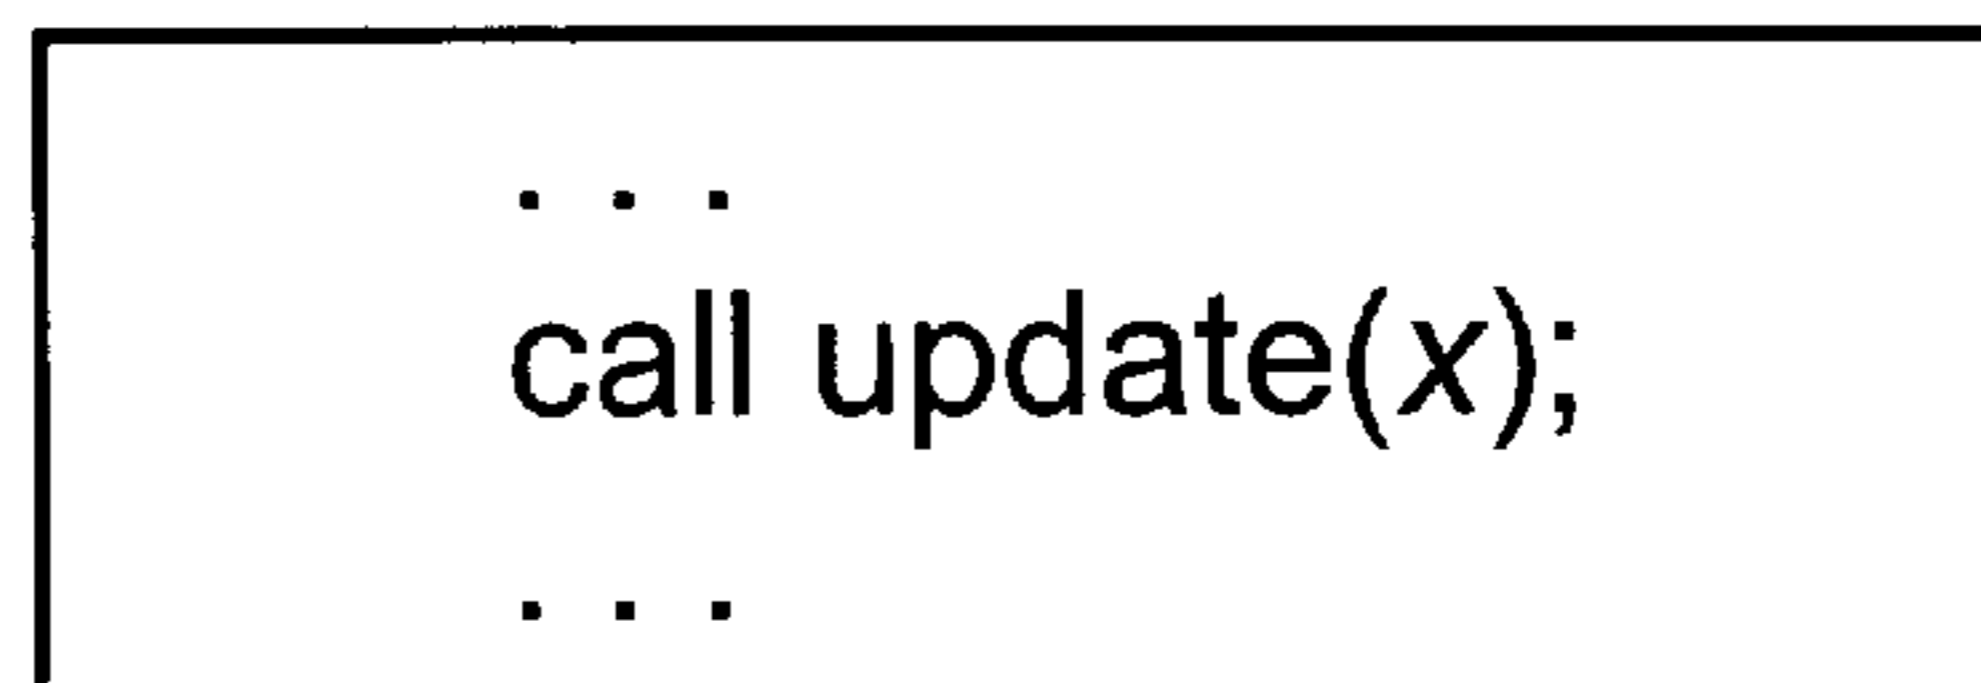 . . .
call update(x);
. . .